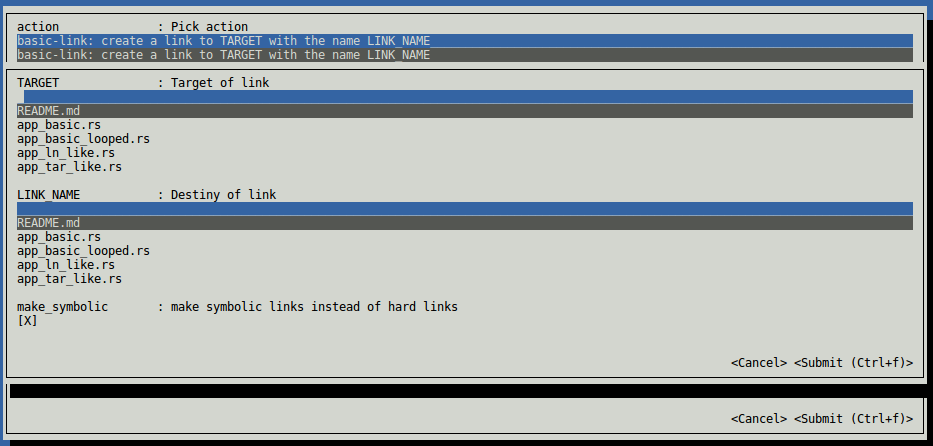 action : Pick action
basic-link: create a link to TARGET with the name LINK_NAME
basic-link: create a link to TARGET with the name LINK_NAME
TARGET : Target of link
README.md
app_basic.rs
app_basic_looped.rs
app_ln_like.rs
app_tar_like.rs
LINK_NAME : Destiny of link
README.md
app_basic.rs
app_basic_looped.rs
app_ln_like.rs
app_tar_like.rs
make_symbolic : make symbolic links instead of hard links
[X]
<Cancel> <Submit (Ctrl+f)>
<Cancel> <Submit (Ctrl+f)>